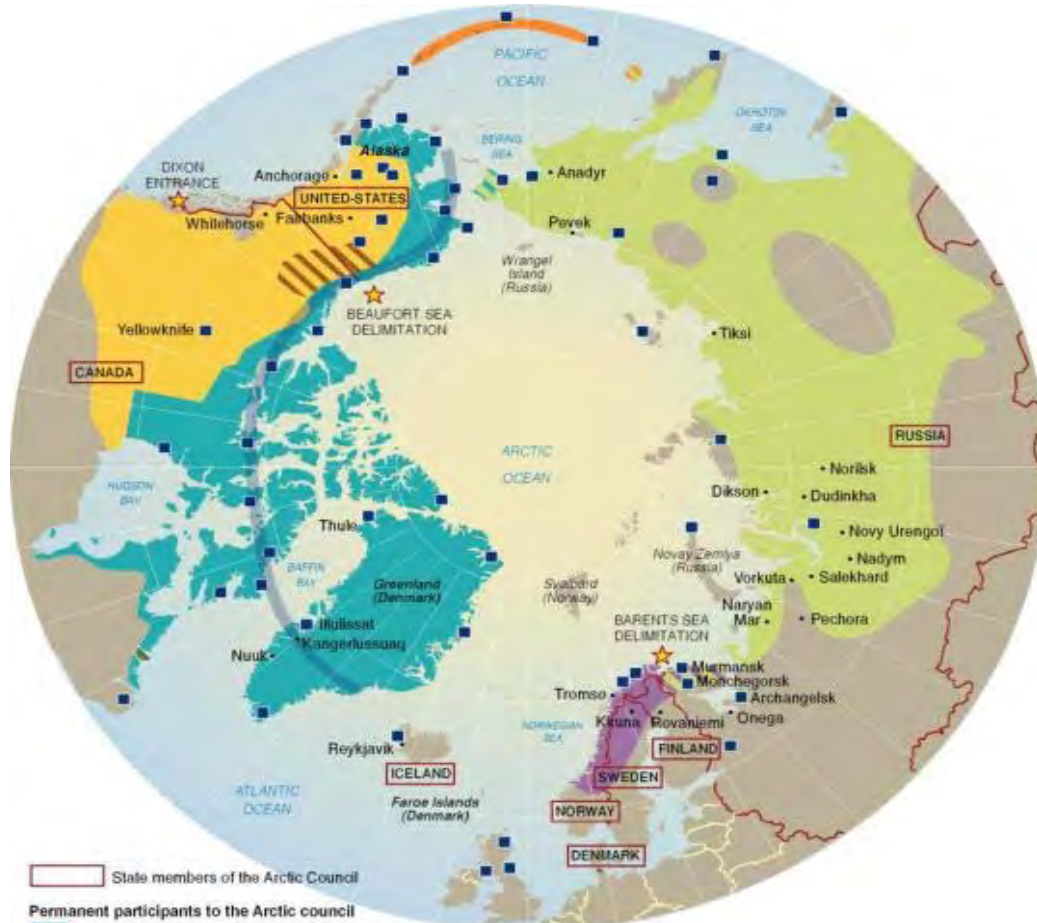 PACIFIC
OCEAN
OKHOTSK
SEA
BERING
SEA
Alaska
DIXON
ENTRANCE
Anchorage
Anadyr
UNITED-STATES
Whilehorse
Fairbanks
Pevek
Wrangel
Island
(Russia)
BEAUFORT SEA
DELIMITATION
Yellowknife
Tiksi
CANADA
RUSSIA
ARCTIC
OCEAN
Norilsk
HUDSON
BAY
Dikson
Dudinkha
Thule
Novy Urengoi
BAFFIN
BAY
Novay Zemlya
(Russia)
Nadym
Greenland
(Denmark)
Svalbard
(Norway)
Vorkuta
Salekhard
Naryan
Mar
Pechora
BARENTS SEA
DELIMITATION
Ilulissat
Kangerlussuaq
Nuuk
Murmansk
Monchegorsk
Tromso
Archangelsk
Kiruna
Rovaniemi
Onega
NORWEGIAN
SEA
Reykjavik
FINLAND
ICELAND
SWEDEN
ATLANTIC
OCEAN
Faroe Islands
(Denmark)
NORWAY
DENMARK
State members of the Arctic Council
Permanent participants to the Arctic council